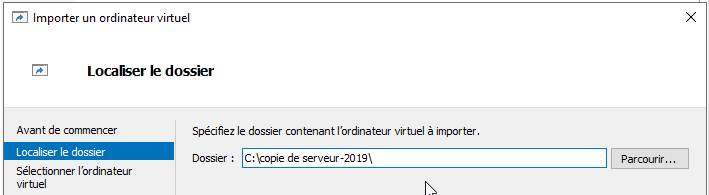 Importer un ordinateur virtuel
Localiser le dossier
Avant de commencer
Localiser le dossier
Sélectionner l'ordinateur
virtuel
Spécifiez le dossier contenant l'ordinateur virtuel à importer.
Dossier : C:\copie de serveur-2019\ Parcourir...